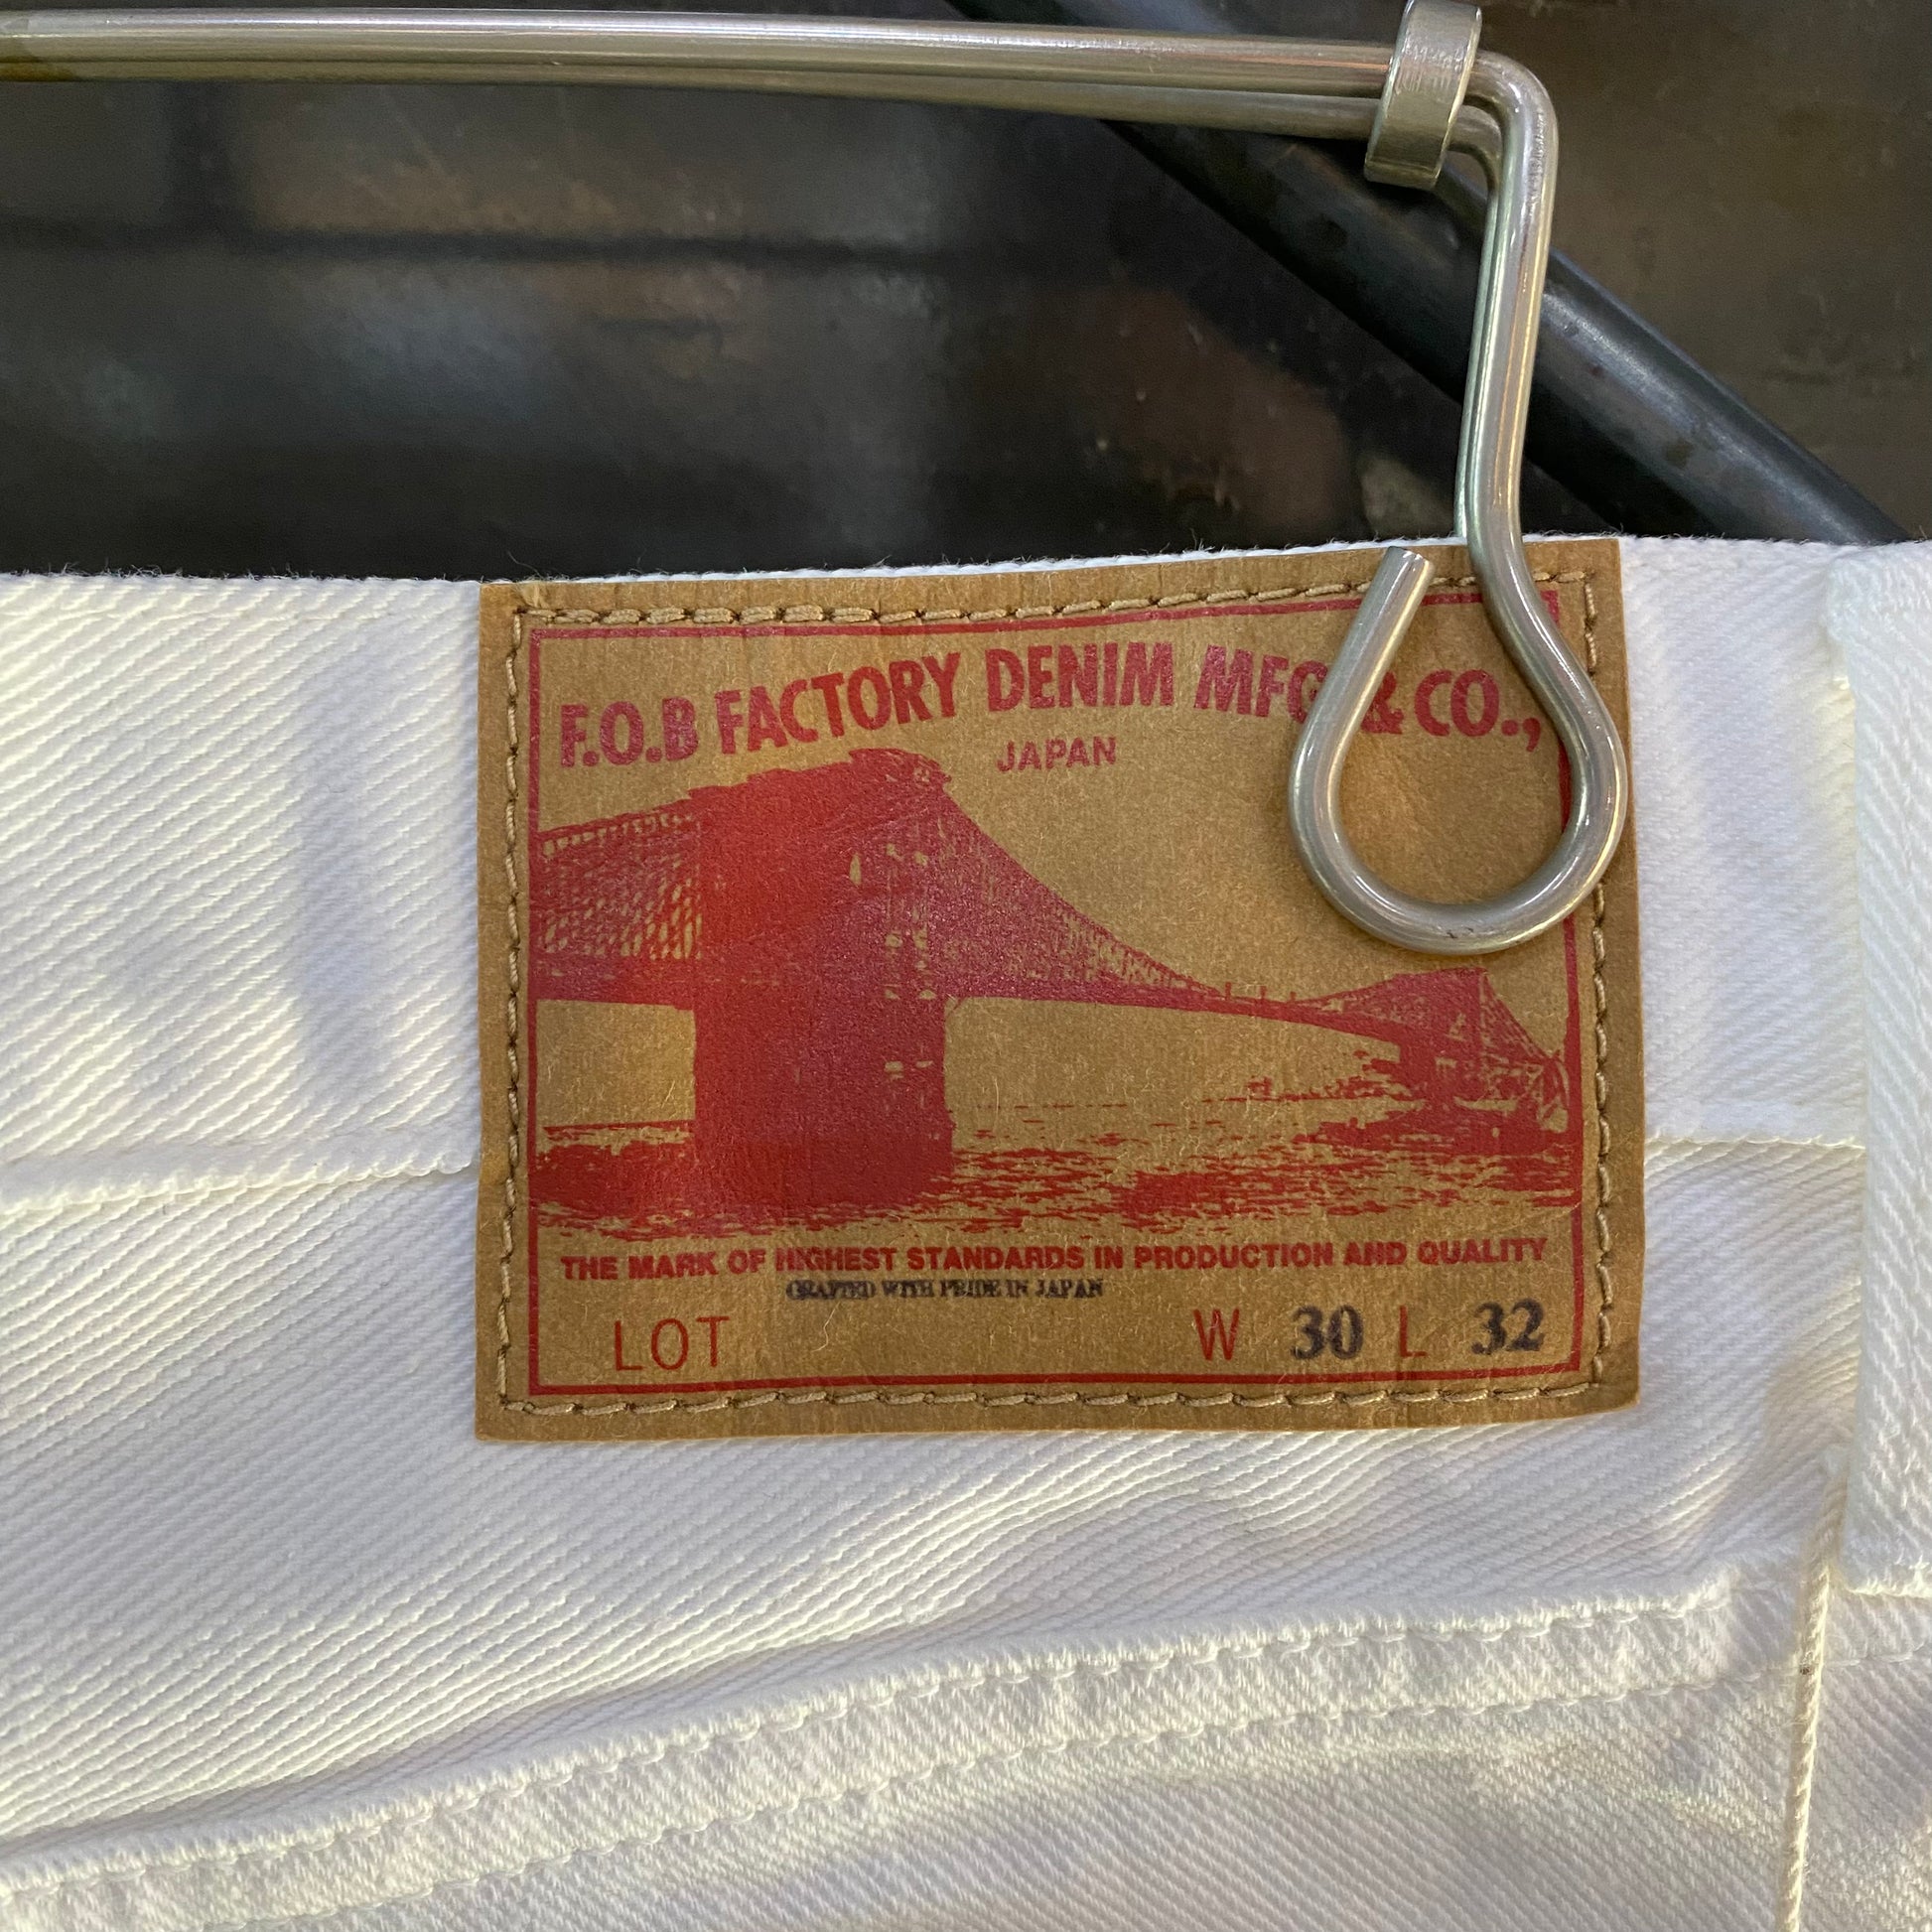 F.O.B FACTORY DENIM MFG & CO.,
JAPAN
THE MARK OF HIGHEST STANDARDS IN PRODUCTION AND QUALITY
CRAFTED WITH PRIDE IN JAPAN
LOT W 30 L 32